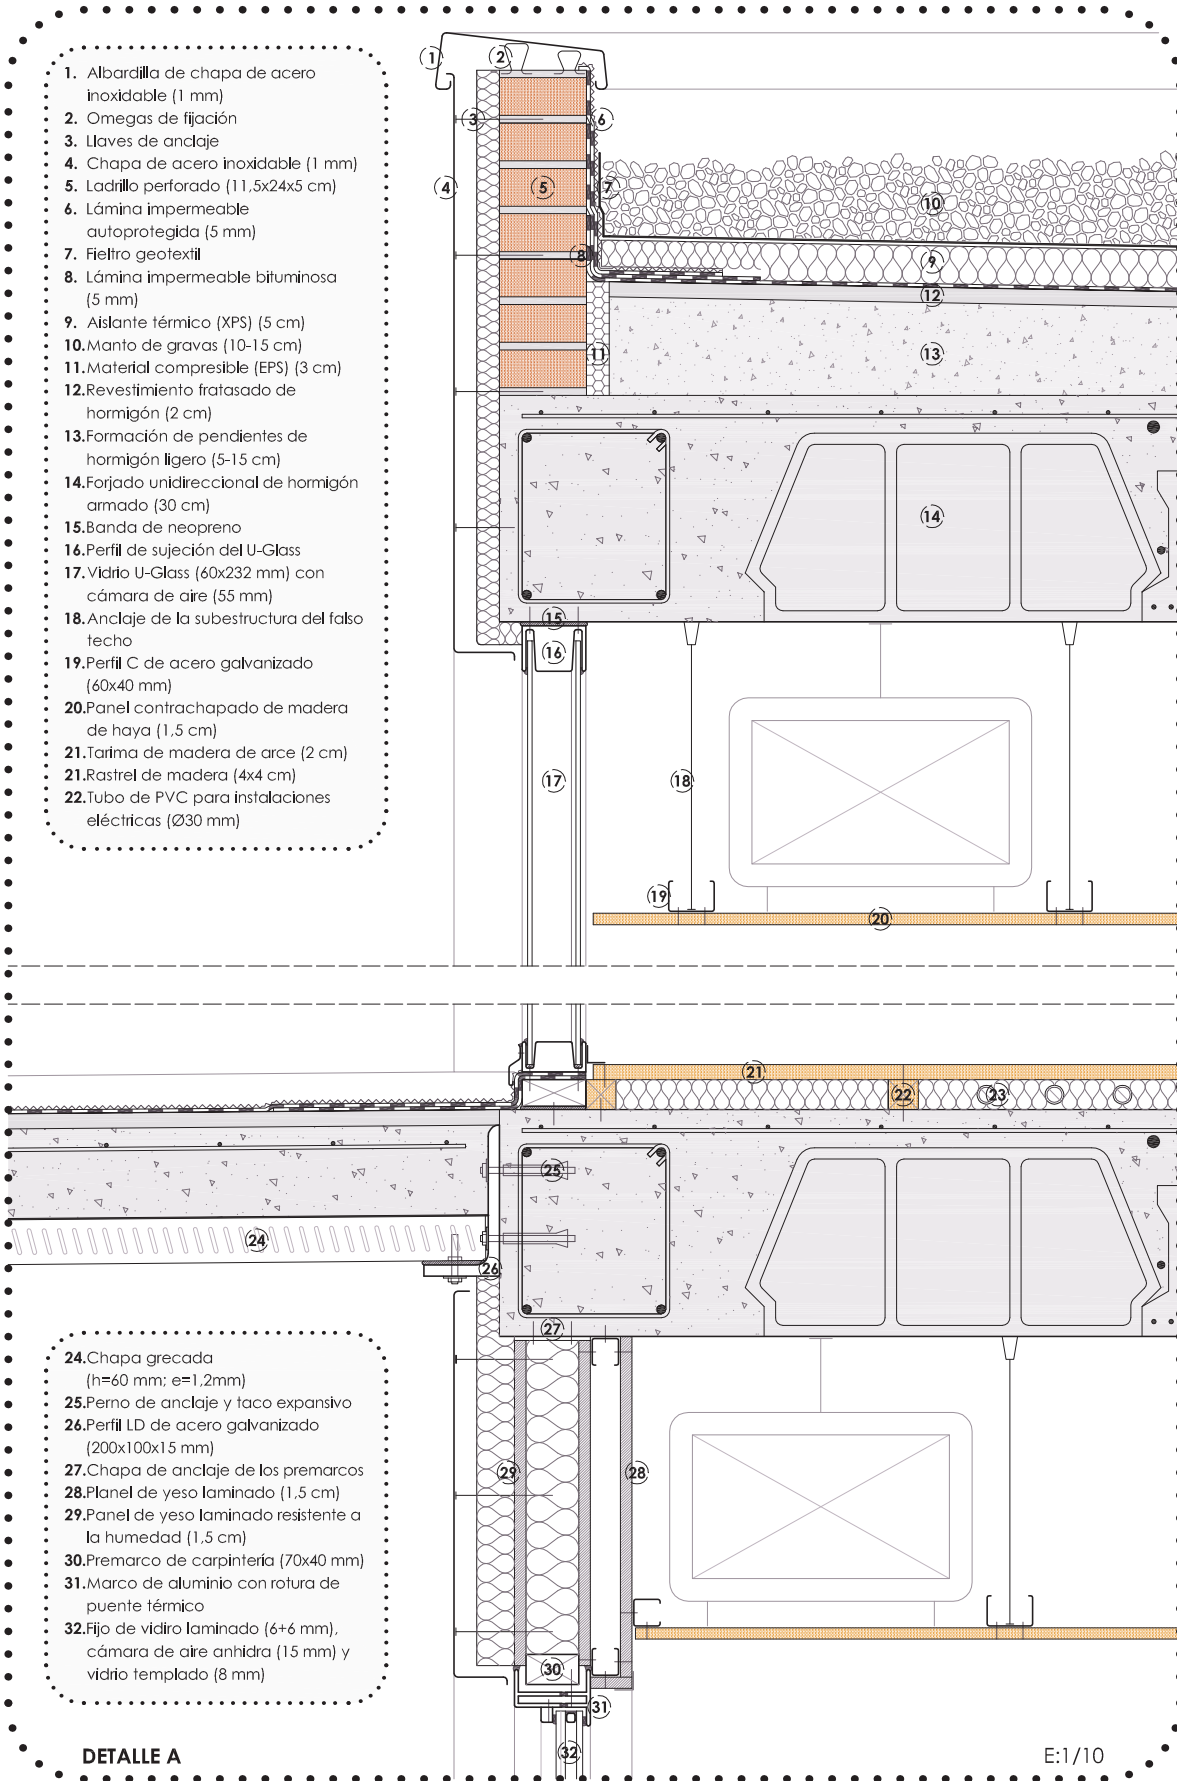 1. Albardilla de chapa de acero
inoxidable (1 mm)
2. Omegas de fijación
3. Llaves de anclaje
4. Chapa de acero inoxidable (1 mm)
5. Ladrillo perforado (11,5x24x5 cm)
6. Lámina impermeable
autoprotegida (5 mm)
7. Fieltro geotextil
8. Lámina impermeable bituminosa
(5 mm)
9. Aislante térmico (XPS) (5 cm)
10. Manto de gravas (10-15 cm)
11. Material compresible (EPS) (3 cm)
12. Revestimiento fratasado de
hormigón (2 cm)
13. Formación de pendientes de
hormigón ligero (5-15 cm)
14. Forjado unidireccional de hormigón
armado (30 cm)
15. Banda de neopreno
16. Perfil de sujeción del U-Glass
17. Vidrio U-Glass (60x232 mm) con
cámara de aire (55 mm)
18. Anclaje de la subestructura del falso
techo
19. Perfil C de acero galvanizado
(60x40 mm)
20. Panel contrachapado de madera
de haya (1,5 cm)
21. Tarima de madera de arce (2 cm)
21. Rastrel de madera (4x4 cm)
22. Tubo de PVC para instalaciones
eléctricas (Ø30 mm)
1
2
3
6
4
5
7
10
8
9
12
11
13
14
15
16
17
18
19
20
21
22
23
25
24
26
27
29
28
30
31
32
24. Chapa grecada
(h=60 mm; e=1,2mm)
25. Perno de anclaje y taco expansivo
26. Perfil LD de acero galvanizado
(200x100x15 mm)
27. Chapa de anclaje de los premarcos
28. Planel de yeso laminado (1,5 cm)
29. Panel de yeso laminado resistente a
la humedad (1,5 cm)
30. Premarco de carpintería (70x40 mm)
31. Marco de aluminio con rotura de
puente térmico
32. Fijo de vidiro laminado (6+6 mm),
cámara de aire anhidra (15 mm) y
vidrio templado (8 mm)
DETALLE A
E:1/10